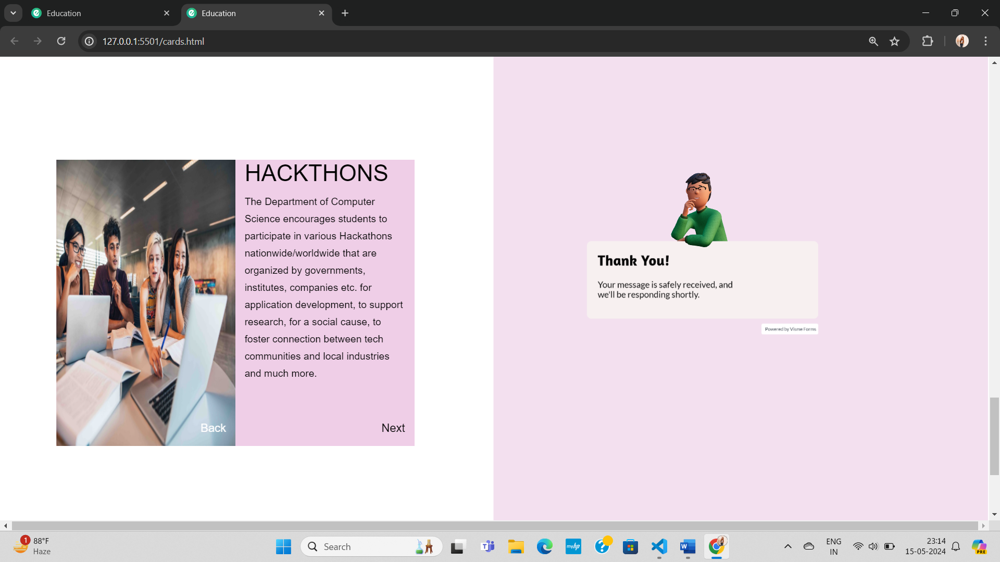 Education
Education
127.0.0.1:5501/cards.html
HACKTHONS
The Department of Computer
Science encourages students to
participate in various Hackathons
nationwide/worldwide that are
organized by governments,
institutes, companies etc. for
application development, to support
research, for a social cause, to
foster connection between tech
communities and local industries
and much more.
Back
Next
Thank You!
Your message is safely received, and
we'll be responding shortly.
Powered by Visme Forms
1
88°F
Haze
Search
T
myhp
?
W
ENG
IN
23:14
15-05-2024
PRE